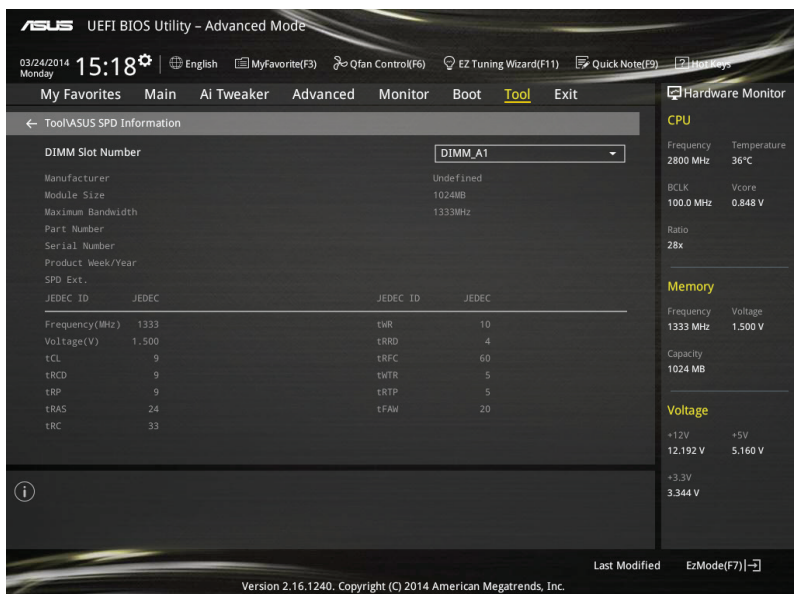 ASUS UEFI BIOS Utility – Advanced Mode
03/24/2014 Monday 15:18 English MyFavorite(F3) Qfan Control(F6) EZ Tuning Wizard(F11) Quick Note(F9) ? Hot Keys
My Favorites Main Ai Tweaker Advanced Monitor Boot Tool Exit
← Tool\ASUS SPD Information
DIMM Slot Number DIMM_A1
Manufacturer Undefined
Module Size 1024MB
Maximum Bandwidth 1333MHz
Part Number
Serial Number
Product Week/Year
SPD Ext.
JEDEC ID JEDEC JEDEC ID JEDEC
Frequency(MHz) 1333 tWR 10
Voltage(V) 1.500 tRRD 4
tCL 9 tRFC 60
tRCD 9 tWTR 5
tRP 9 tRTP 5
tRAS 24 tFAW 20
tRC 33
Hardware Monitor
CPU
Frequency Temperature
2800 MHz 36°C
BCLK Vcore
100.0 MHz 0.848 V
Ratio
28x
Memory
Frequency Voltage
1333 MHz 1.500 V
Capacity
1024 MB
Voltage
+12V +5V
12.192 V 5.160 V
+3.3V
3.344 V
Last Modified EzMode(F7)
Version 2.16.1240. Copyright (C) 2014 American Megatrends, Inc.